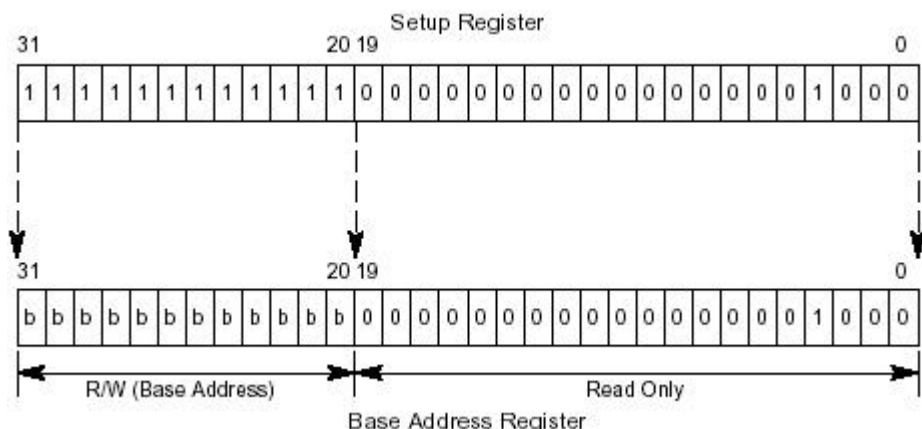 Setup Register
31 20 19 0
1 1 1 1 1 1 1 1 1 1 1 1 0 0 0 0 0 0 0 0 0 0 0 0 0 0 0 0 1 0 0 0
31 20 19 0
b b b b b b b b b b b b 0 0 0 0 0 0 0 0 0 0 0 0 0 0 0 0 1 0 0 0
R/W (Base Address) Read Only
Base Address Register